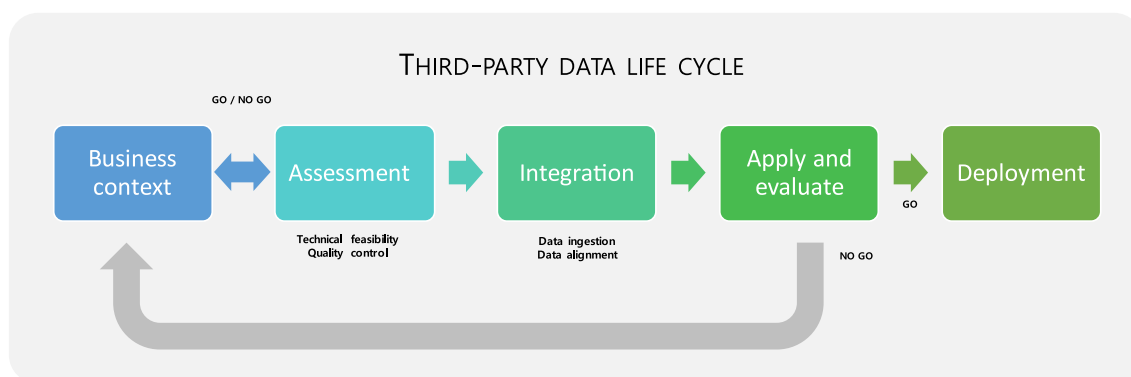 THIRD-PARTY DATA LIFE CYCLE
GO / NO GO
Business
context
Assessment
Integration
Apply and
evaluate
Deployment
GO
Technical feasibility
Quality control
Data ingestion
Data alignment
NO GO